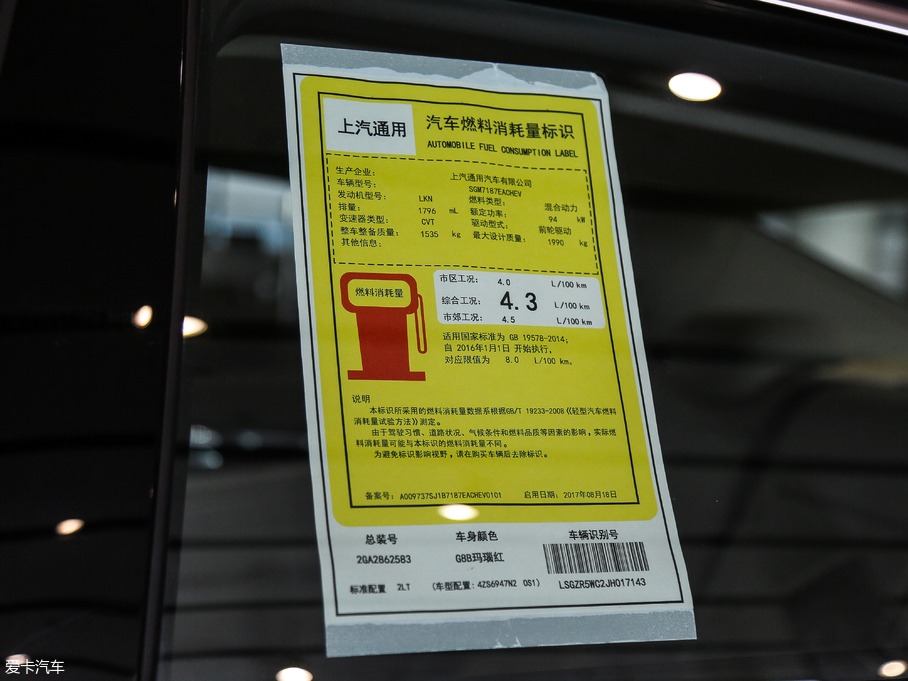 上汽通用
汽车燃料消耗量标识
AUTOMOBILE FUEL CONSUMPTION LABEL
生产企业: 上汽通用汽车有限公司
车辆型号: SGM7187EACHEV
发动机型号: LKN 燃料类型: 混合动力
排量: 1796 mL 额定功率: 94 kW
变速器类型: CVT 驱动型式: 前轮驱动
整车整备质量: 1535 kg 最大设计质量: 1990 kg
其他信息:
燃料消耗量
市区工况: 4.0 L/100 km
综合工况: 4.3 L/100 km
市郊工况: 4.5 L/100 km
适用国家标准为 GB 19578-2014;
自 2016年1月1日 开始执行,
对应限值为 8.0 L/100 km。
说明
本标识所采用的燃料消耗量数据系根据GB/T 19233-2008《轻型汽车燃料
消耗量试验方法》测定。
由于驾驶习惯、道路状况、气候条件和燃料品质等因素的影响,实际燃
料消耗量可能与本标识的燃料消耗量不同。
为避免标识影响视野,请在购买车辆后去除标识。
备案号: A009737SJ1B7187EACHEV0101 启用日期: 2017年08月18日
总装号 车身颜色 车辆识别号
2GA2862583 G8B玛瑙红
标准配置 2LT (车型配置: 4ZS6947N2 0S1) LSGZR5WC2JH017143
爱卡汽车